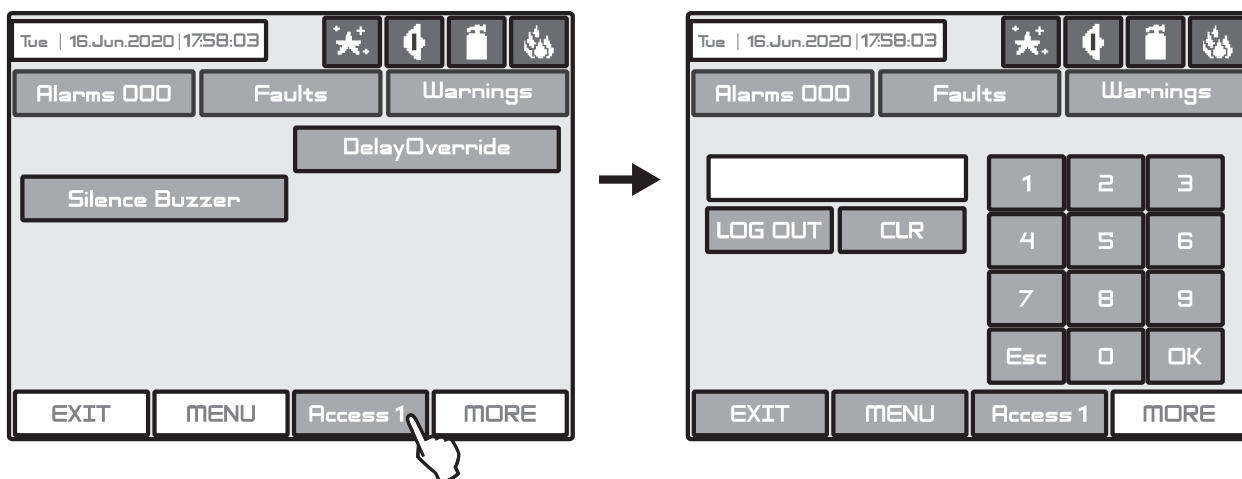 Tue | 16.Jun.2020 | 17:58:03
Alarms 000 Faults Warnings
DelayOverride
Silence Buzzer
EXIT MENU Access 1 MORE
Tue | 16.Jun.2020 | 17:58:03
Alarms 000 Faults Warnings
1 2 3
LOG OUT CLR 4 5 6
7 8 9
Esc 0 OK
EXIT MENU Access 1 MORE